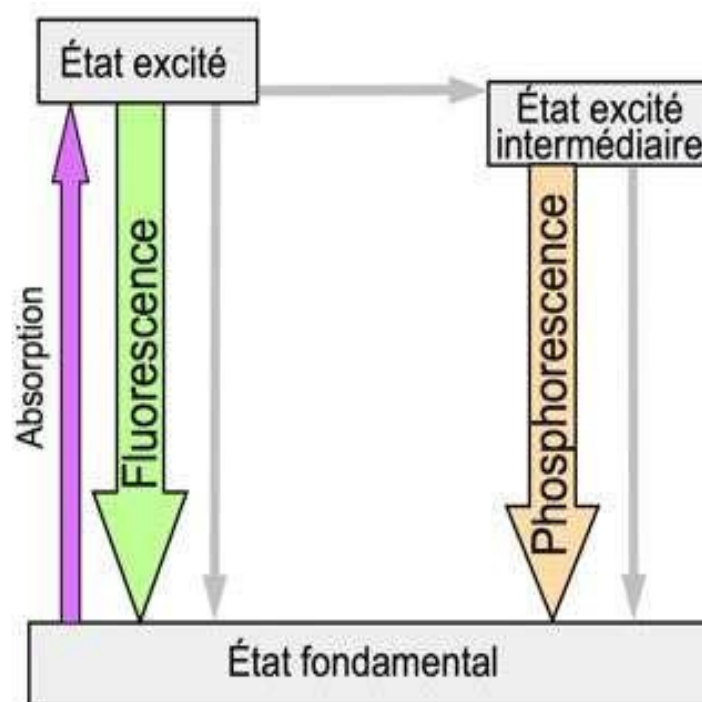 État excité
État excité
intermédiaire
Absorption
Fluorescence
Phosphorescence
État fondamental